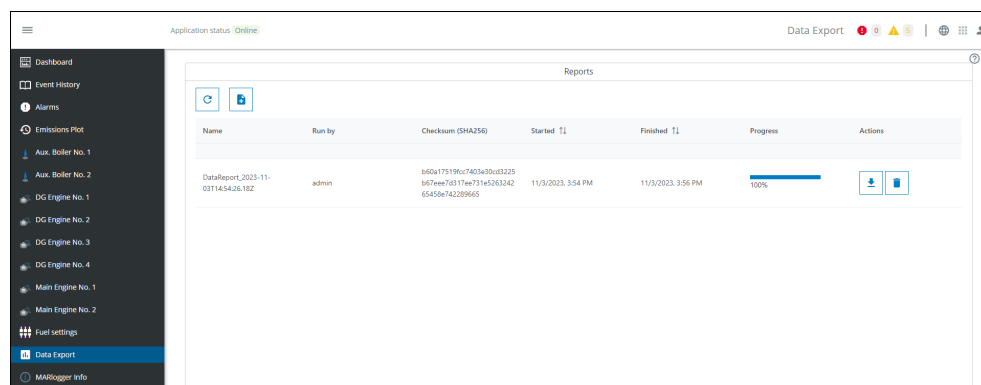 Application status Online
Data Export 0 5
Dashboard
Event History
Alarms
Emissions Plot
Aux. Boiler No. 1
Aux. Boiler No. 2
DG Engine No. 1
DG Engine No. 2
DG Engine No. 3
DG Engine No. 4
Main Engine No. 1
Main Engine No. 2
Fuel settings
Data Export
MARlogger Info
Reports
Name Run by Checksum (SHA256) Started Finished Progress Actions
DataReport_2023-11-
03T14:54:26.18Z
admin
b60a17519fcc7403e30cd3225
b67eee7d317ee731e5263242
65458e742289665
11/3/2023, 3:54 PM
11/3/2023, 3:56 PM
100%